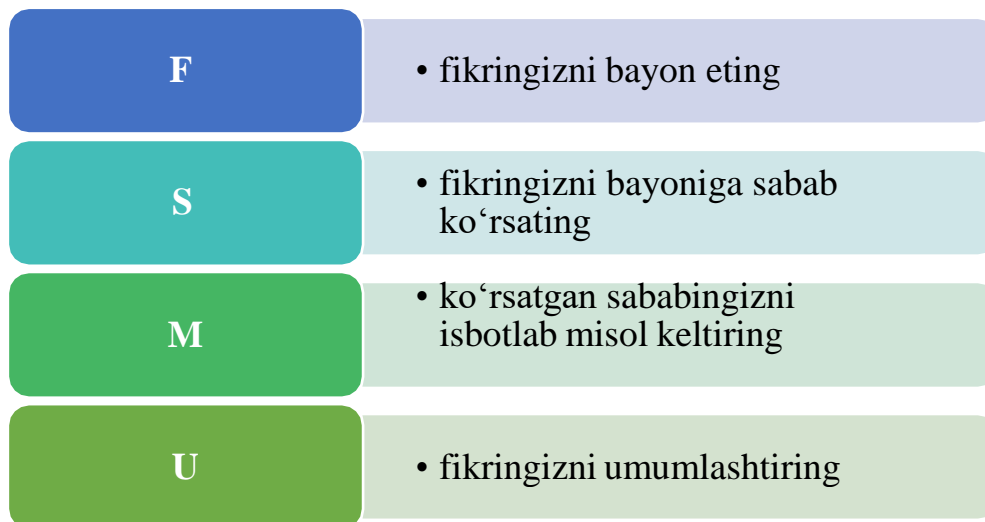 F
• fikringizni bayon eting
S
• fikringizni bayoniga sabab
ko‘rsating
M
• ko‘rsatgan sababingizni
isbotlab misol keltiring
U
• fikringizni umumlashtiring